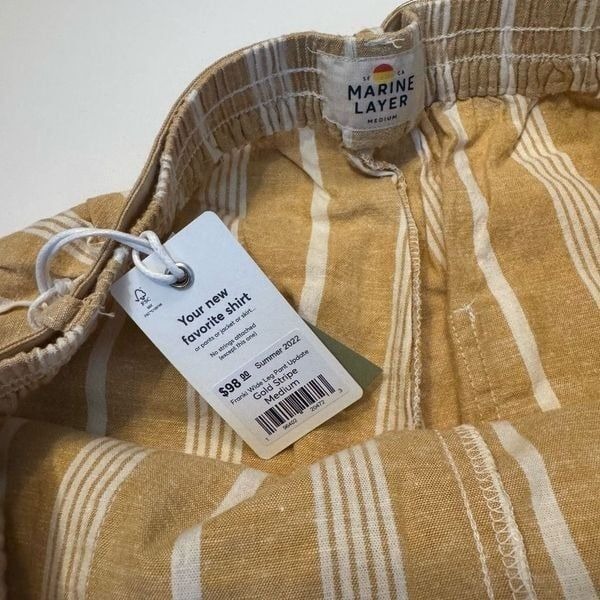 SF CA
MARINE
LAYER
MEDIUM
FSC
Your new
favorite shirt
or pants or jacket or skirt...
No strings attached
(except this one)
$98.00 Summer 2022
Franki Wide Leg Pant Update
Gold Stripe
Medium